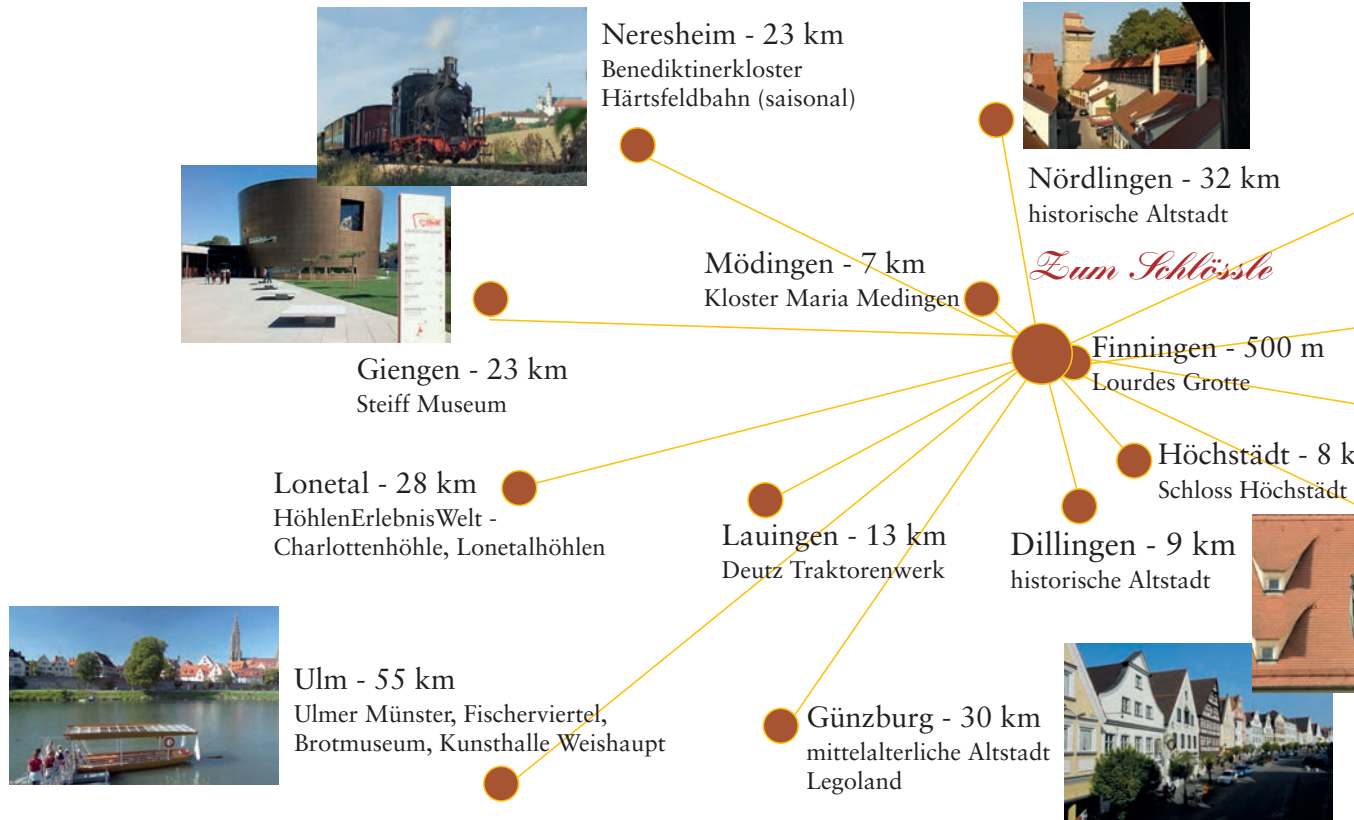 Neresheim - 23 km
Benediktinerkloster
Härtsfeldbahn (saisonal)
Nördlingen - 32 km
historische Altstadt
Zum Schlössle
Mödingen - 7 km
Kloster Maria Medingen
Finningen - 500 m
Lourdes Grotte
Giengen - 23 km
Steiff Museum
Höchstädt - 8 k
Schloss Höchstädt
Lonetal - 28 km
HöhlenErlebnisWelt -
Charlottenhöhle, Lonetalhöhlen
Lauingen - 13 km
Deutz Traktorenwerk
Dillingen - 9 km
historische Altstadt
Ulm - 55 km
Ulmer Münster, Fischerviertel,
Brotmuseum, Kunsthalle Weishaupt
Günzburg - 30 km
mittelalterliche Altstadt
Legoland